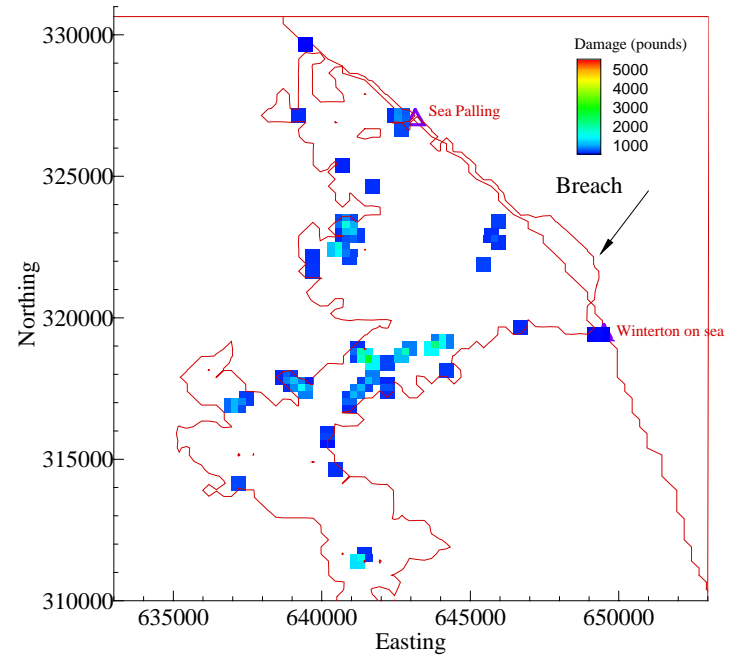 330000
325000
320000
315000
310000
Northing
635000 640000 645000 650000
Easting
Damage (pounds)
5000
4000
3000
2000
1000
Sea Palling
Breach
Winterton on sea